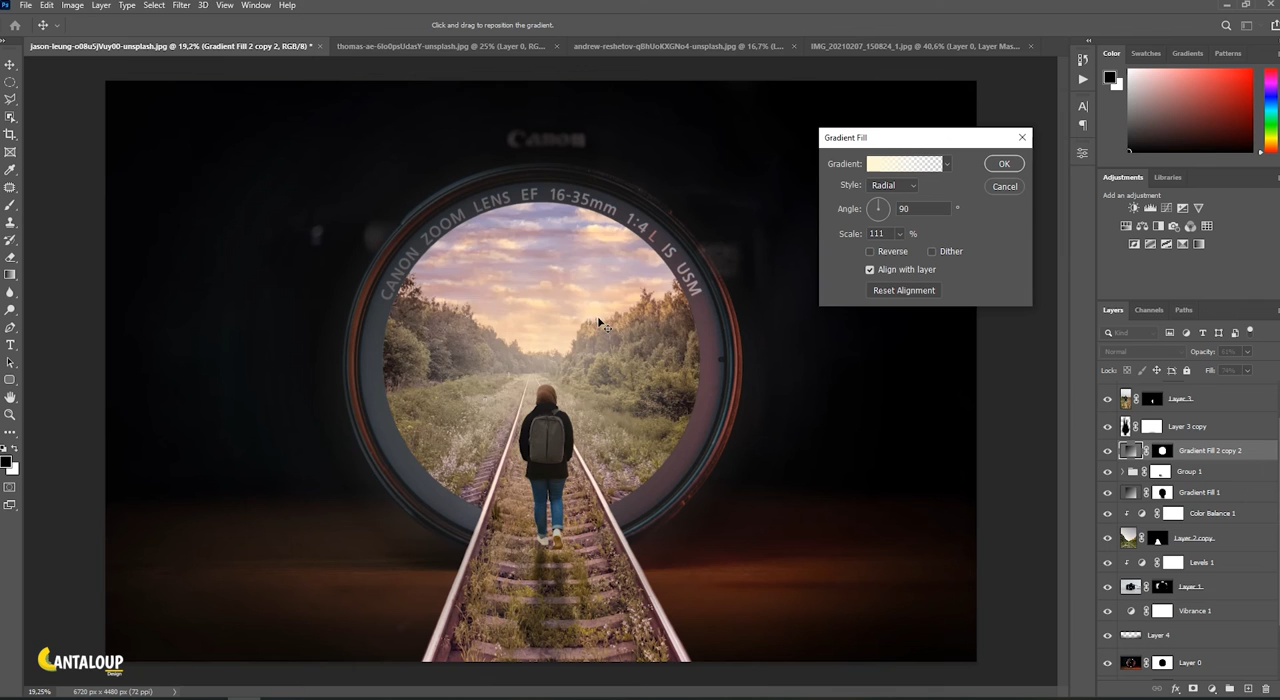 Ps File Edit Image Layer Type Select Filter 3D View Window Help
Click and drag to reposition the gradient.
jason-leung-o08u5jVuy00-unsplash.jpg @ 19,2% (Gradient Fill 2 copy 2, RGB/8) * ×
thomas-ae-6Io0psUdasY-unsplash.jpg @ 25% (Layer 0, RG... ×
andrew-reshetov-qBhUoKXGNo4-unsplash.jpg @ 16,7% (L... ×
IMG_20210207_150824_1.jpg @ 40,6% (Layer 0, Layer Mas... ×
Color Swatches Gradients Patterns
Canon
CANON ZOOM LENS EF 16-35mm 1:4 L IS USM
Gradient Fill
Gradient:
OK
Style: Radial
Cancel
Angle: 90 °
Scale: 111 %
Reverse Dither
Align with layer
Reset Alignment
Adjustments Libraries
Add an adjustment
Layers Channels Paths
Kind
Normal Opacity: 61%
Lock: Fill: 74%
Layer 3
Layer 3 copy
Gradient Fill 2 copy 2
Group 1
Gradient Fill 1
Color Balance 1
Layer 2 copy
Levels 1
Layer 1
Vibrance 1
Layer 4
Layer 0
CANTALOUP
Design
19,25% 6720 px x 4480 px (72 ppi)